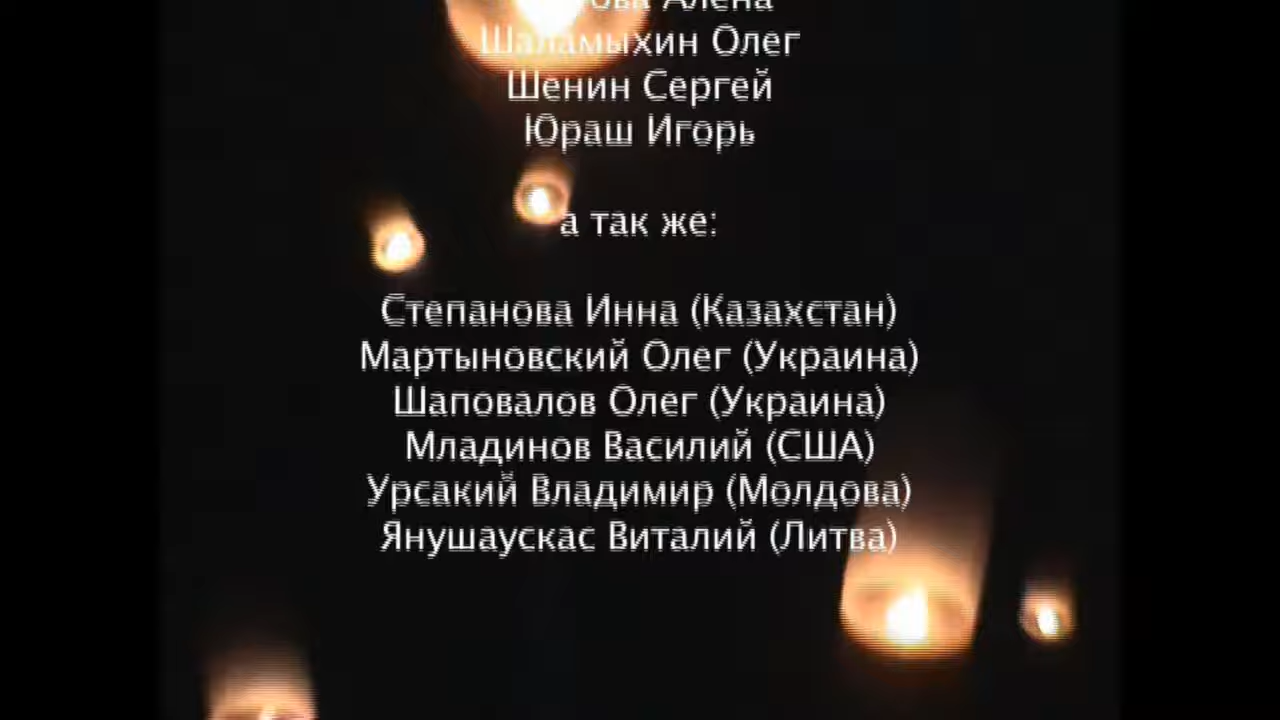 Алена
Шаламыхин Олег
Шенин Сергей
Юраш Игорь
а так же:
Степанова Инна (Казахстан)
Мартыновский Олег (Украина)
Шаповалов Олег (Украина)
Младинов Василий (США)
Урсакий Владимир (Молдова)
Янушаускас Виталий (Литва)